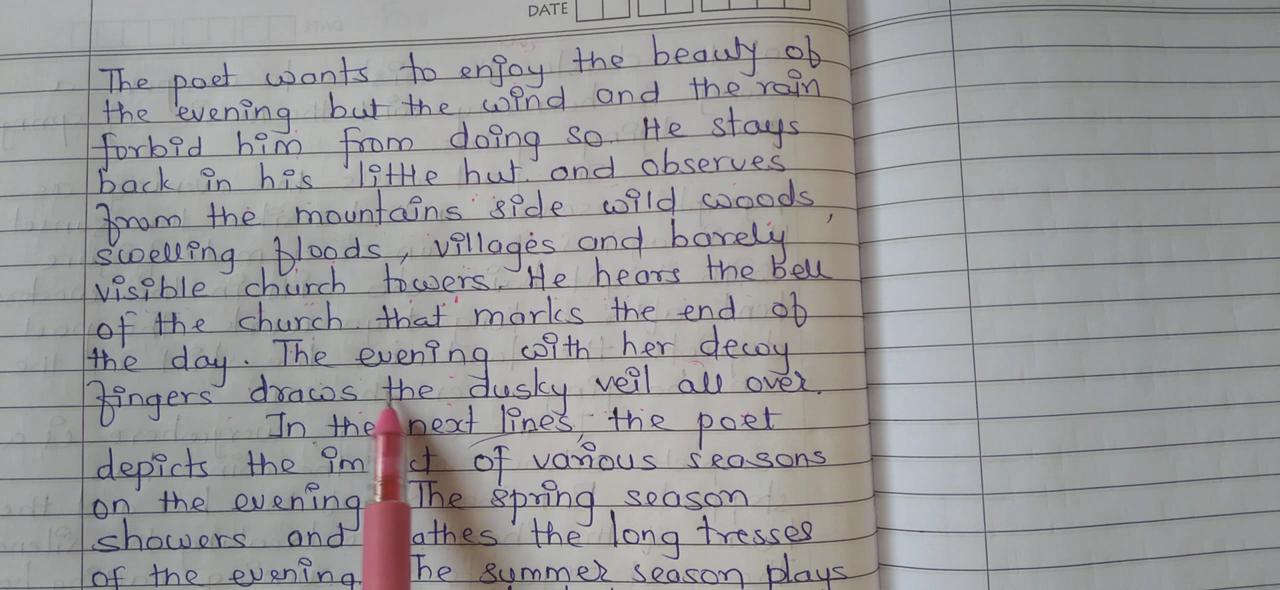 DATE
The poet wants to enjoy the beauty of
the evening but the wind and the rain
forbid him from doing so. He stays
back in his little hut and observes
from the mountains side wild woods,
swelling floods, villages and barely
visible church towers. He hears the bell
of the church that marks the end of
the day. The evening with her decoy
fingers draws the dusky veil all over.
In the next lines, the poet
depicts the im ct of various seasons
on the evening The spring season
showers and athes the long tresses
of the evening. The summer season plays